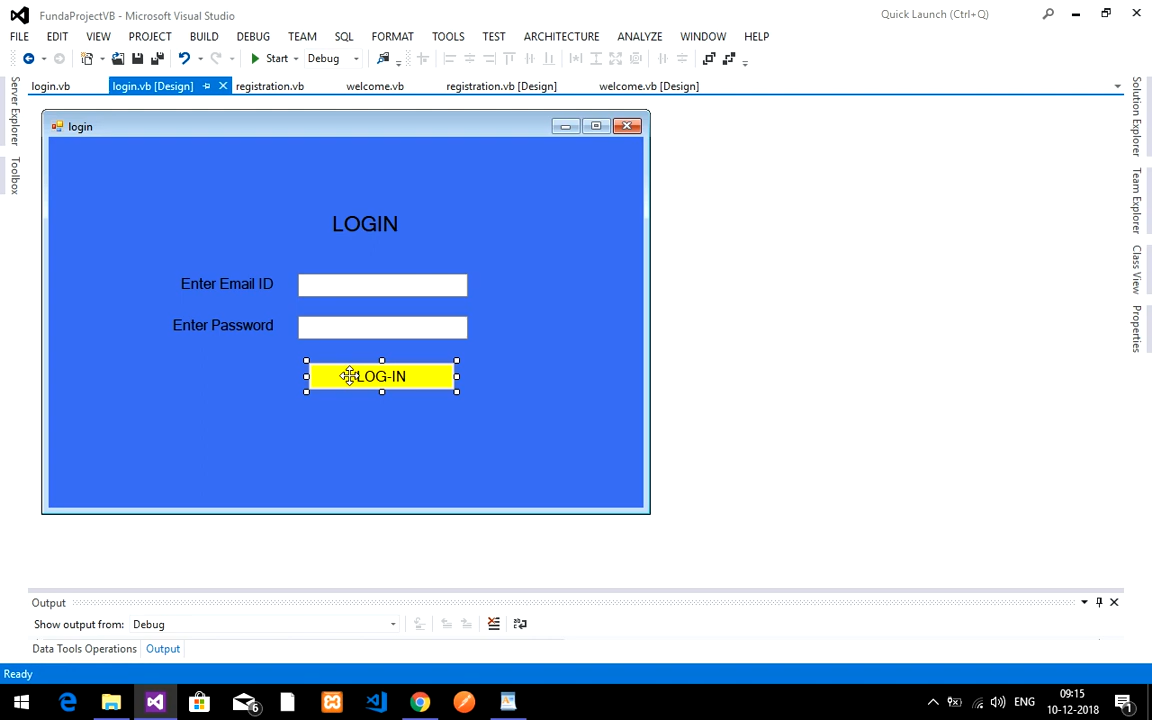 FundaProjectVB - Microsoft Visual Studio
Quick Launch (Ctrl+Q)
FILE EDIT VIEW PROJECT BUILD DEBUG TEAM SQL FORMAT TOOLS TEST ARCHITECTURE ANALYZE WINDOW HELP
Start Debug
login.vb login.vb [Design] registration.vb welcome.vb registration.vb [Design] welcome.vb [Design]
Server Explorer
Toolbox
login
LOGIN
Enter Email ID
Enter Password
LOG-IN
Solution Explorer
Team Explorer
Class View
Properties
Output
Show output from: Debug
Data Tools Operations Output
Ready
6
ENG
09:15
10-12-2018
1